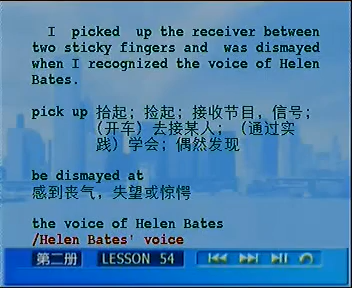 I picked up the receiver between
two sticky fingers and was dismayed
when I recognized the voice of Helen
Bates.
pick up 拾起；捡起；接收节目，信号；
（开车）去接某人；（通过实
践）学会；偶然发现
be dismayed at
感到丧气，失望或惊愕
the voice of Helen Bates
/Helen Bates' voice
第二册 LESSON 54